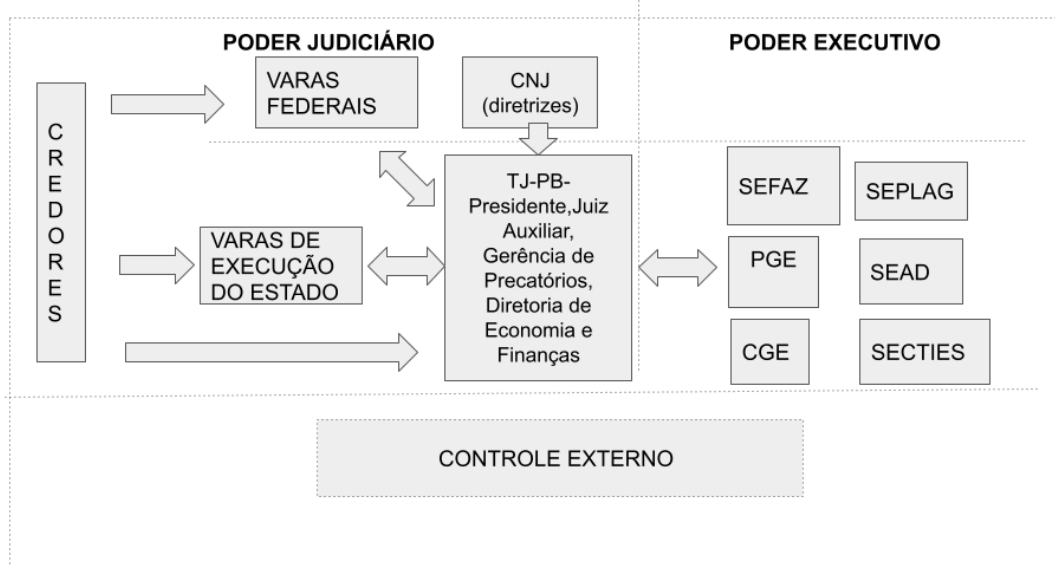 PODER JUDICIÁRIO
PODER EXECUTIVO
VARAS
FEDERAIS
CNJ
(diretrizes)
C
R
E
D
O
R
E
S
TJ-PB-
Presidente,Juiz
Auxiliar,
Gerência de
Precatórios,
Diretoria de
Economia e
Finanças
VARAS DE
EXECUÇÃO
DO ESTADO
SEFAZ
SEPLAG
PGE
SEAD
CGE
SECTIES
CONTROLE EXTERNO